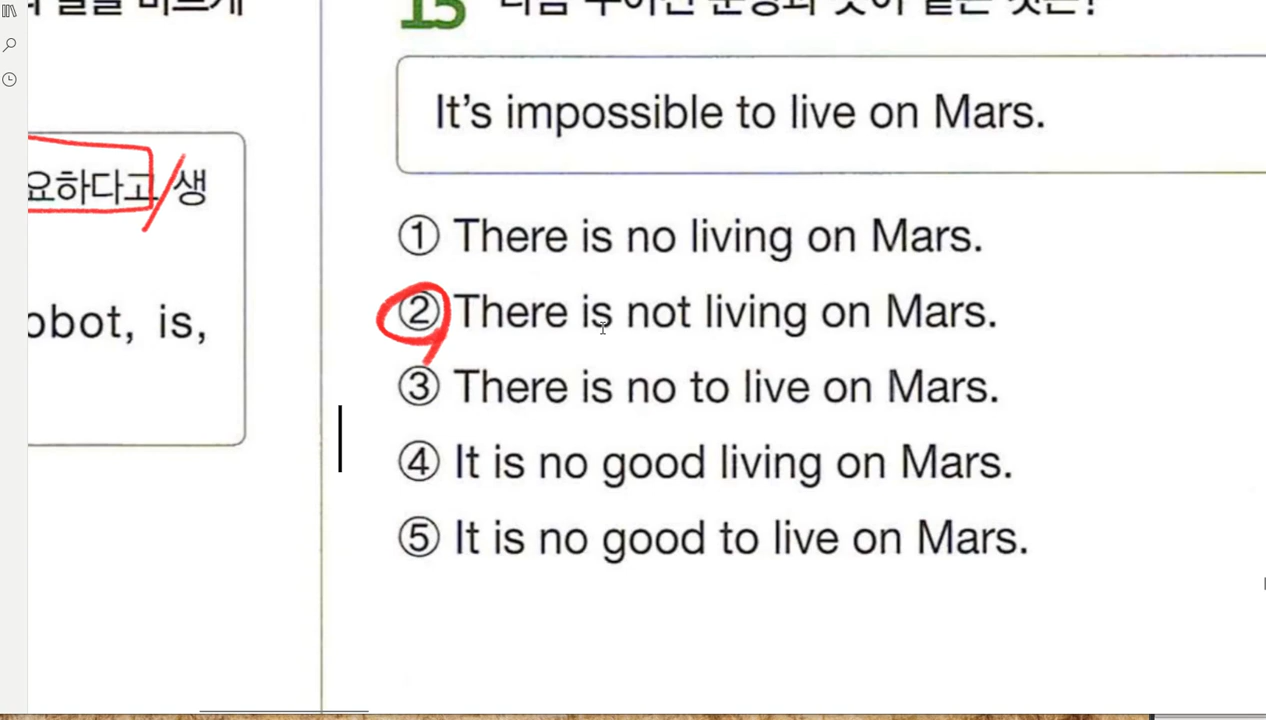 15
요하다고 생
obot, is,
It's impossible to live on Mars.
① There is no living on Mars.
② There is not living on Mars.
③ There is no to live on Mars.
④ It is no good living on Mars.
⑤ It is no good to live on Mars.